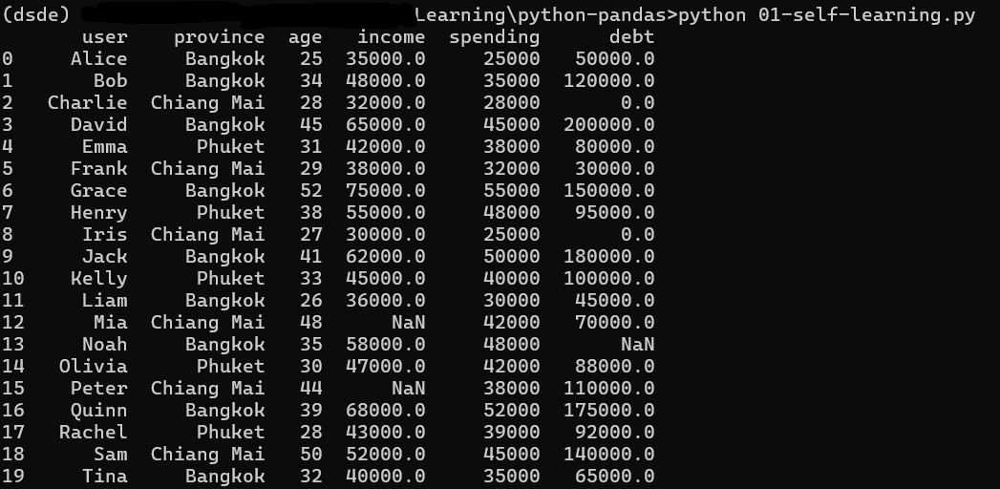 (dsde) Learning\python-pandas>python 01-self-learning.py
user province age income spending debt
0 Alice Bangkok 25 35000.0 25000 50000.0
1 Bob Bangkok 34 48000.0 35000 120000.0
2 Charlie Chiang Mai 28 32000.0 28000 0.0
3 David Bangkok 45 65000.0 45000 200000.0
4 Emma Phuket 31 42000.0 38000 80000.0
5 Frank Chiang Mai 29 38000.0 32000 30000.0
6 Grace Bangkok 52 75000.0 55000 150000.0
7 Henry Phuket 38 55000.0 48000 95000.0
8 Iris Chiang Mai 27 30000.0 25000 0.0
9 Jack Bangkok 41 62000.0 50000 180000.0
10 Kelly Phuket 33 45000.0 40000 100000.0
11 Liam Bangkok 26 36000.0 30000 45000.0
12 Mia Chiang Mai 48 NaN 42000 70000.0
13 Noah Bangkok 35 58000.0 48000 NaN
14 Olivia Phuket 30 47000.0 42000 88000.0
15 Peter Chiang Mai 44 NaN 38000 110000.0
16 Quinn Bangkok 39 68000.0 52000 175000.0
17 Rachel Phuket 28 43000.0 39000 92000.0
18 Sam Chiang Mai 50 52000.0 45000 140000.0
19 Tina Bangkok 32 40000.0 35000 65000.0